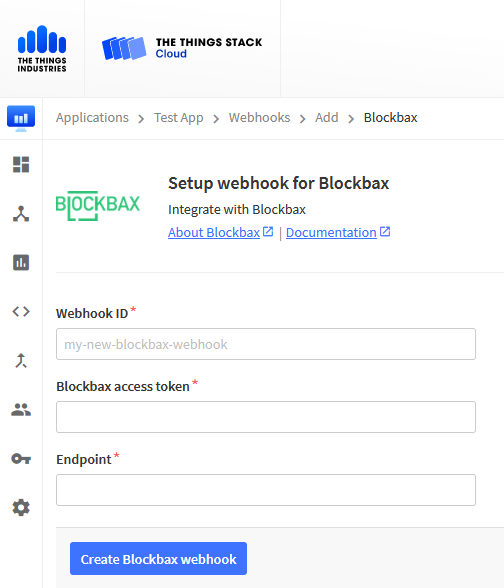 THE THINGS
INDUSTRIES
THE THINGS STACK
Cloud
Applications > Test App > Webhooks > Add > Blockbax
BLOCKBAX
Setup webhook for Blockbax
Integrate with Blockbax
About Blockbax | Documentation
Webhook ID *
my-new-blockbax-webhook
Blockbax access token *
Endpoint *
Create Blockbax webhook